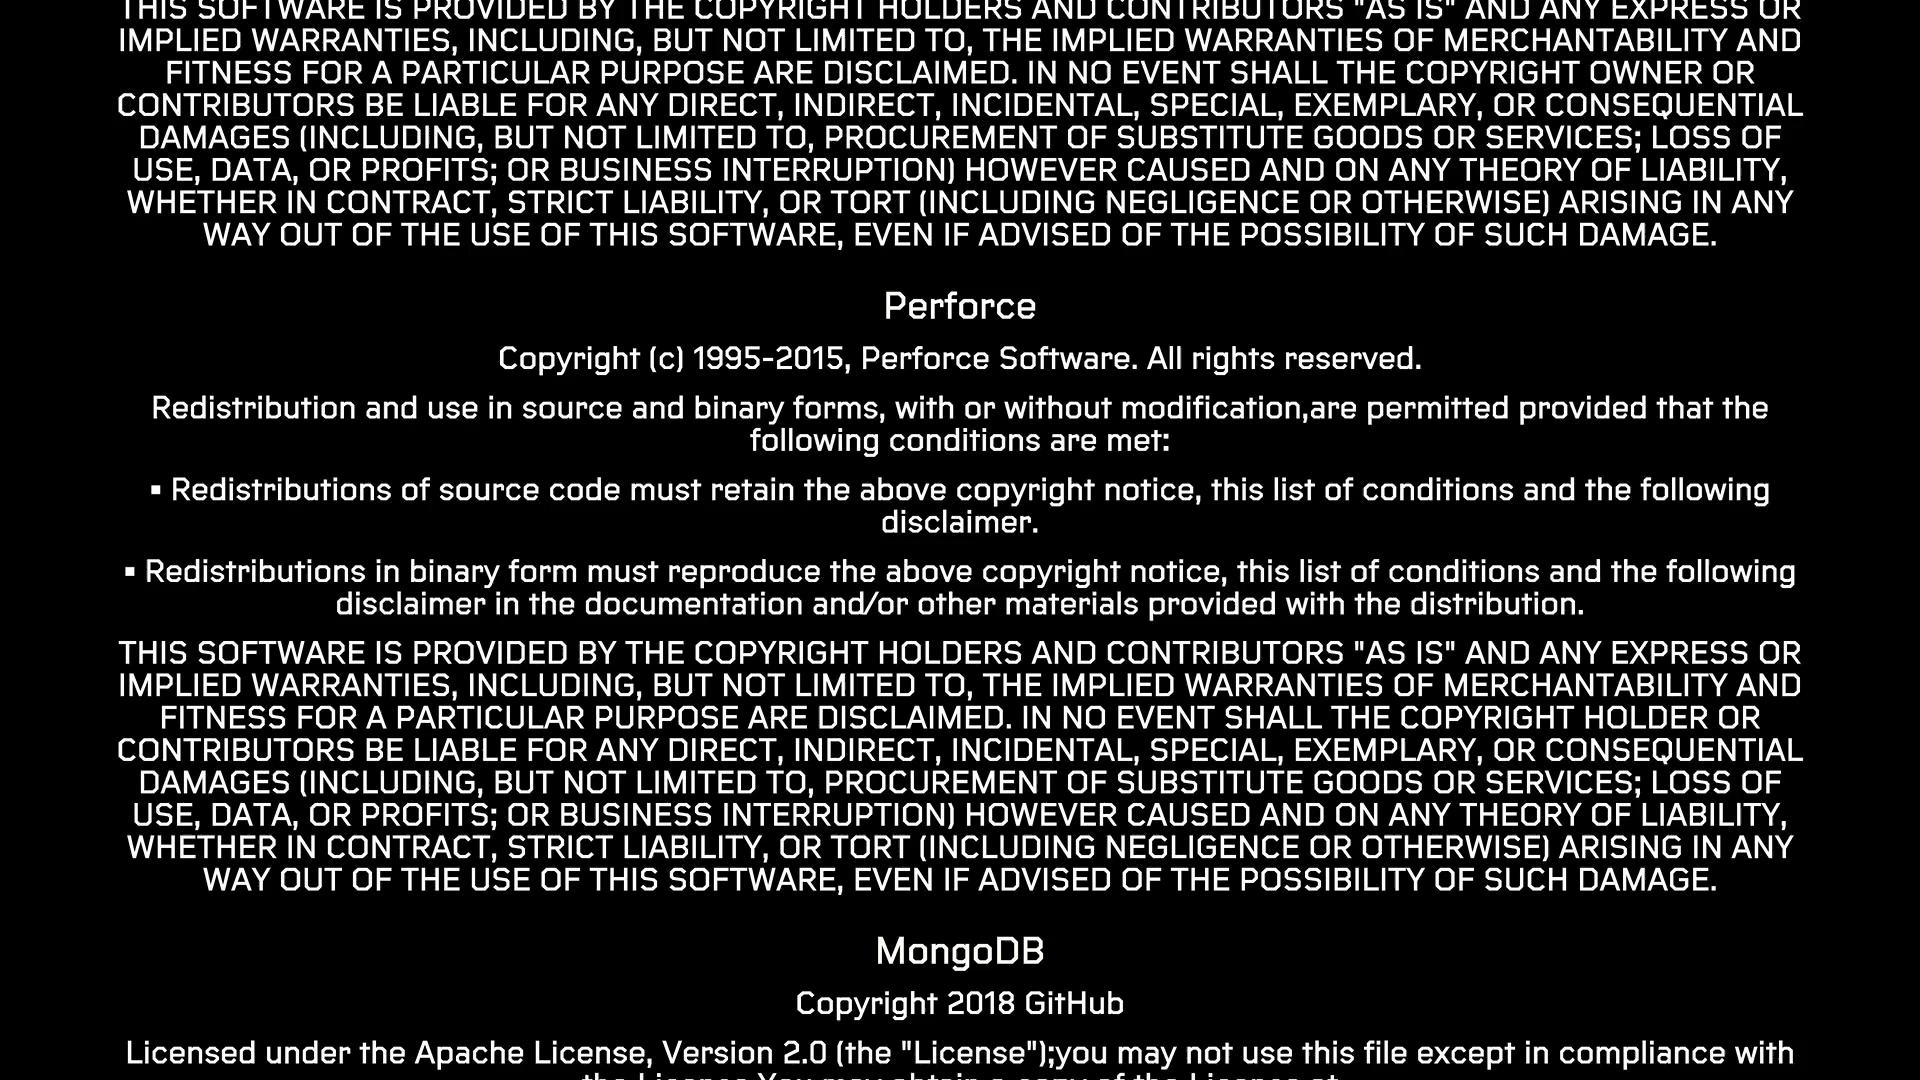 THIS SOFTWARE IS PROVIDED BY THE COPYRIGHT HOLDERS AND CONTRIBUTORS "AS IS" AND ANY EXPRESS OR
IMPLIED WARRANTIES, INCLUDING, BUT NOT LIMITED TO, THE IMPLIED WARRANTIES OF MERCHANTABILITY AND
FITNESS FOR A PARTICULAR PURPOSE ARE DISCLAIMED. IN NO EVENT SHALL THE COPYRIGHT OWNER OR
CONTRIBUTORS BE LIABLE FOR ANY DIRECT, INDIRECT, INCIDENTAL, SPECIAL, EXEMPLARY, OR CONSEQUENTIAL
DAMAGES (INCLUDING, BUT NOT LIMITED TO, PROCUREMENT OF SUBSTITUTE GOODS OR SERVICES; LOSS OF
USE, DATA, OR PROFITS; OR BUSINESS INTERRUPTION) HOWEVER CAUSED AND ON ANY THEORY OF LIABILITY,
WHETHER IN CONTRACT, STRICT LIABILITY, OR TORT (INCLUDING NEGLIGENCE OR OTHERWISE) ARISING IN ANY
WAY OUT OF THE USE OF THIS SOFTWARE, EVEN IF ADVISED OF THE POSSIBILITY OF SUCH DAMAGE.
Perforce
Copyright (c) 1995-2015, Perforce Software. All rights reserved.
Redistribution and use in source and binary forms, with or without modification,are permitted provided that the
following conditions are met:
▪ Redistributions of source code must retain the above copyright notice, this list of conditions and the following
disclaimer.
▪ Redistributions in binary form must reproduce the above copyright notice, this list of conditions and the following
disclaimer in the documentation and/or other materials provided with the distribution.
THIS SOFTWARE IS PROVIDED BY THE COPYRIGHT HOLDERS AND CONTRIBUTORS "AS IS" AND ANY EXPRESS OR
IMPLIED WARRANTIES, INCLUDING, BUT NOT LIMITED TO, THE IMPLIED WARRANTIES OF MERCHANTABILITY AND
FITNESS FOR A PARTICULAR PURPOSE ARE DISCLAIMED. IN NO EVENT SHALL THE COPYRIGHT HOLDER OR
CONTRIBUTORS BE LIABLE FOR ANY DIRECT, INDIRECT, INCIDENTAL, SPECIAL, EXEMPLARY, OR CONSEQUENTIAL
DAMAGES (INCLUDING, BUT NOT LIMITED TO, PROCUREMENT OF SUBSTITUTE GOODS OR SERVICES; LOSS OF
USE, DATA, OR PROFITS; OR BUSINESS INTERRUPTION) HOWEVER CAUSED AND ON ANY THEORY OF LIABILITY,
WHETHER IN CONTRACT, STRICT LIABILITY, OR TORT (INCLUDING NEGLIGENCE OR OTHERWISE) ARISING IN ANY
WAY OUT OF THE USE OF THIS SOFTWARE, EVEN IF ADVISED OF THE POSSIBILITY OF SUCH DAMAGE.
MongoDB
Copyright 2018 GitHub
Licensed under the Apache License, Version 2.0 (the "License");you may not use this file except in compliance with